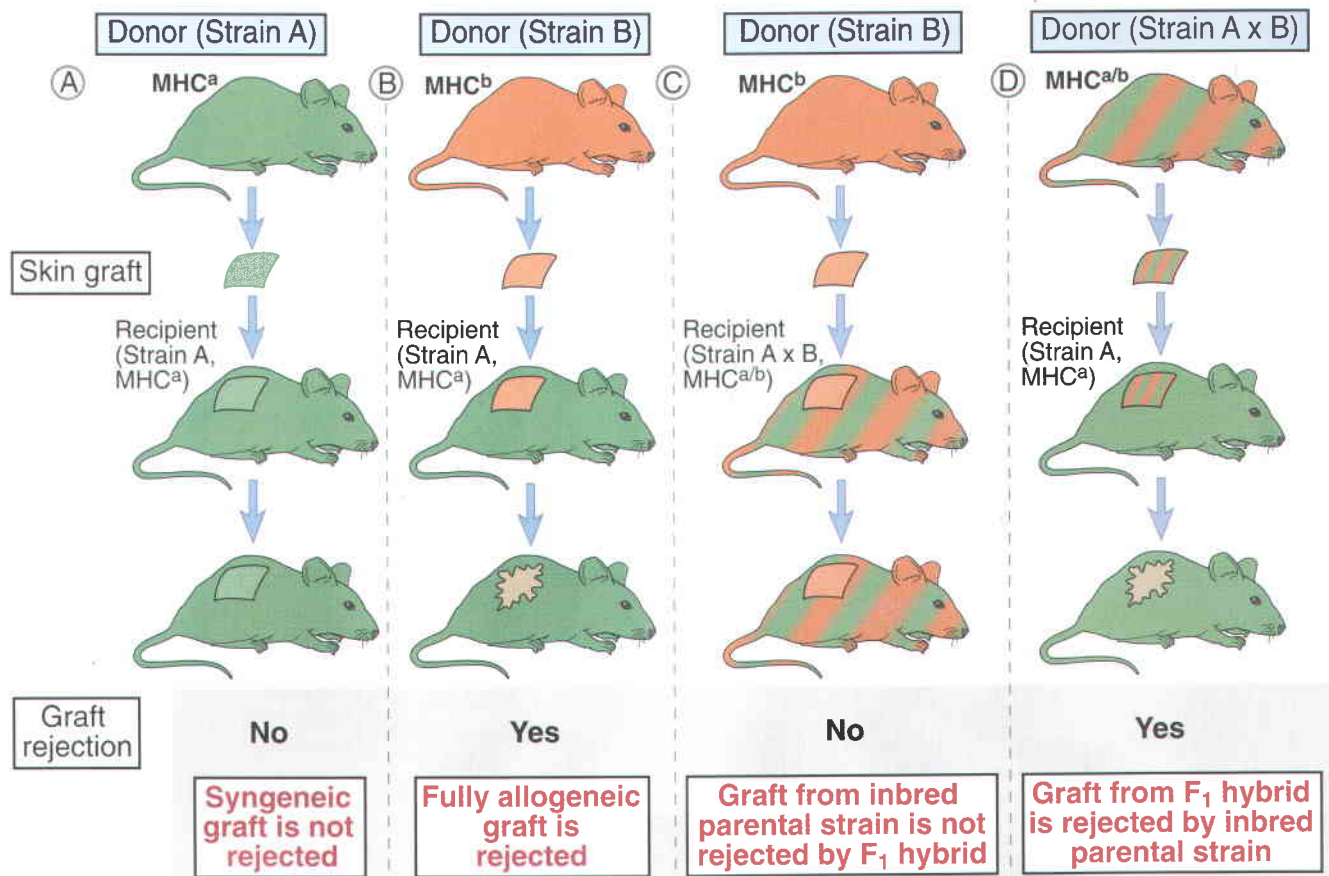 Donor (Strain A)
Donor (Strain B)
Donor (Strain B)
Donor (Strain A x B)
A
MHCᵃ
B
MHCᵇ
C
MHCᵇ
D
MHCᵃ/ᵇ
Skin graft
Recipient
(Strain A,
MHCᵃ)
Recipient
(Strain A,
MHCᵃ)
Recipient
(Strain A x B,
MHCᵃ/ᵇ)
Recipient
(Strain A,
MHCᵃ)
Graft
rejection
No
Yes
No
Yes
Syngeneic
graft is not
rejected
Fully allogeneic
graft is
rejected
Graft from inbred
parental strain is not
rejected by F₁ hybrid
Graft from F₁ hybrid
is rejected by inbred
parental strain